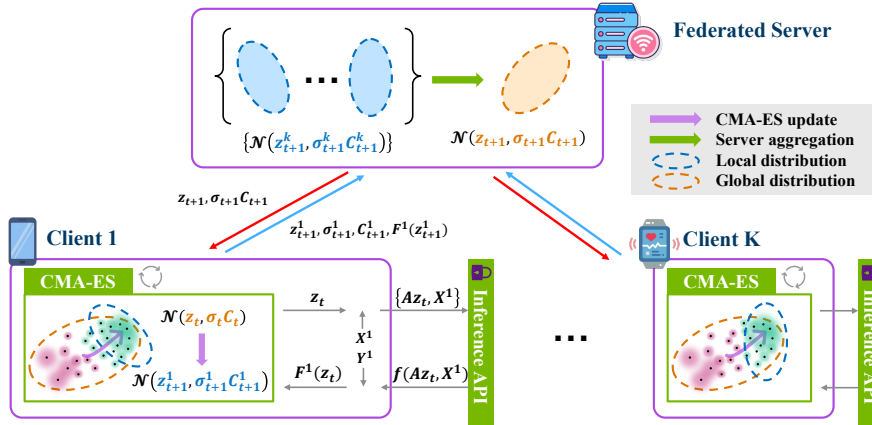 Federated Server
...
{𝒩(z^k_{t+1}, σ^k_{t+1}C^k_{t+1})}
𝒩(z_{t+1}, σ_{t+1}C_{t+1})
CMA-ES update
Server aggregation
Local distribution
Global distribution
z_{t+1}, σ_{t+1}C_{t+1}
z^1_{t+1}, σ^1_{t+1}, C^1_{t+1}, F^1(z^1_{t+1})
Client 1
CMA-ES
𝒩(z_t, σ_tC_t)
𝒩(z^1_{t+1}, σ^1_{t+1}C^1_{t+1})
z_t
X^1
Y^1
F^1(z_t)
{Az_t, X^1}
f(Az_t, X^1)
Inference API
...
Client K
CMA-ES
Inference API